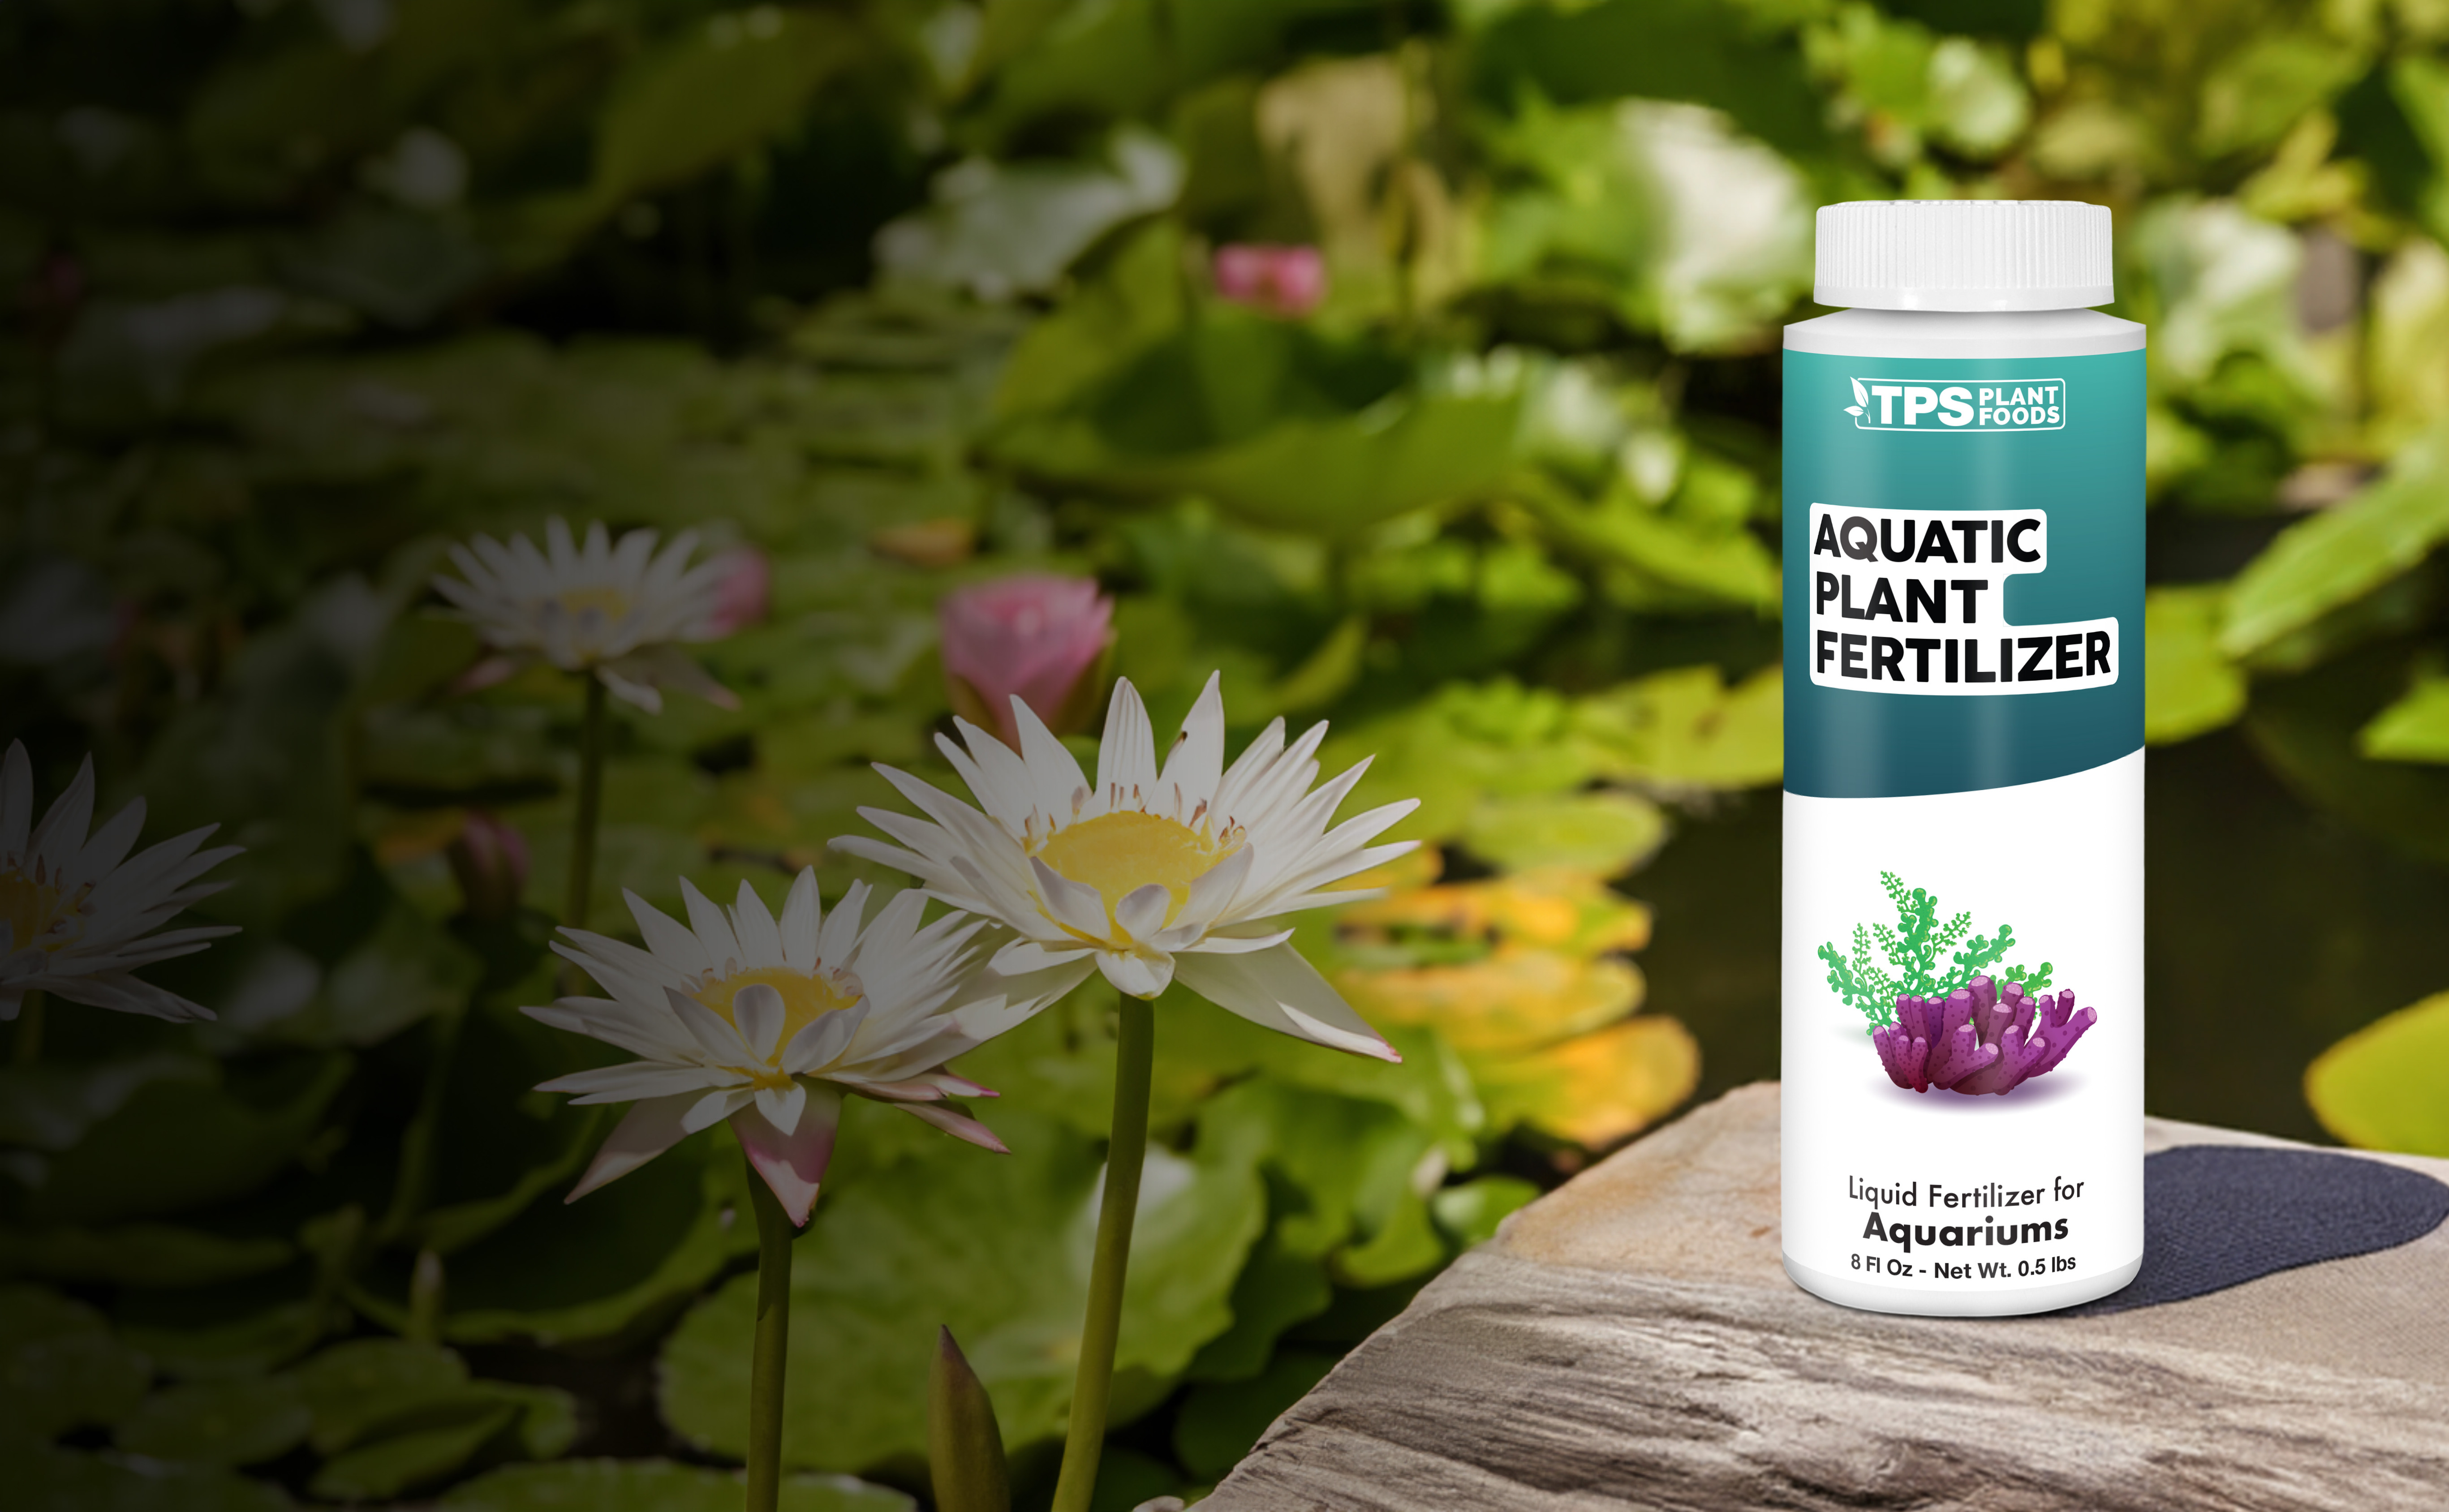 TPS PLANT FOODS
AQUATIC
PLANT
FERTILIZER
Liquid Fertilizer for
Aquariums
8 Fl Oz - Net Wt. 0.5 lbs